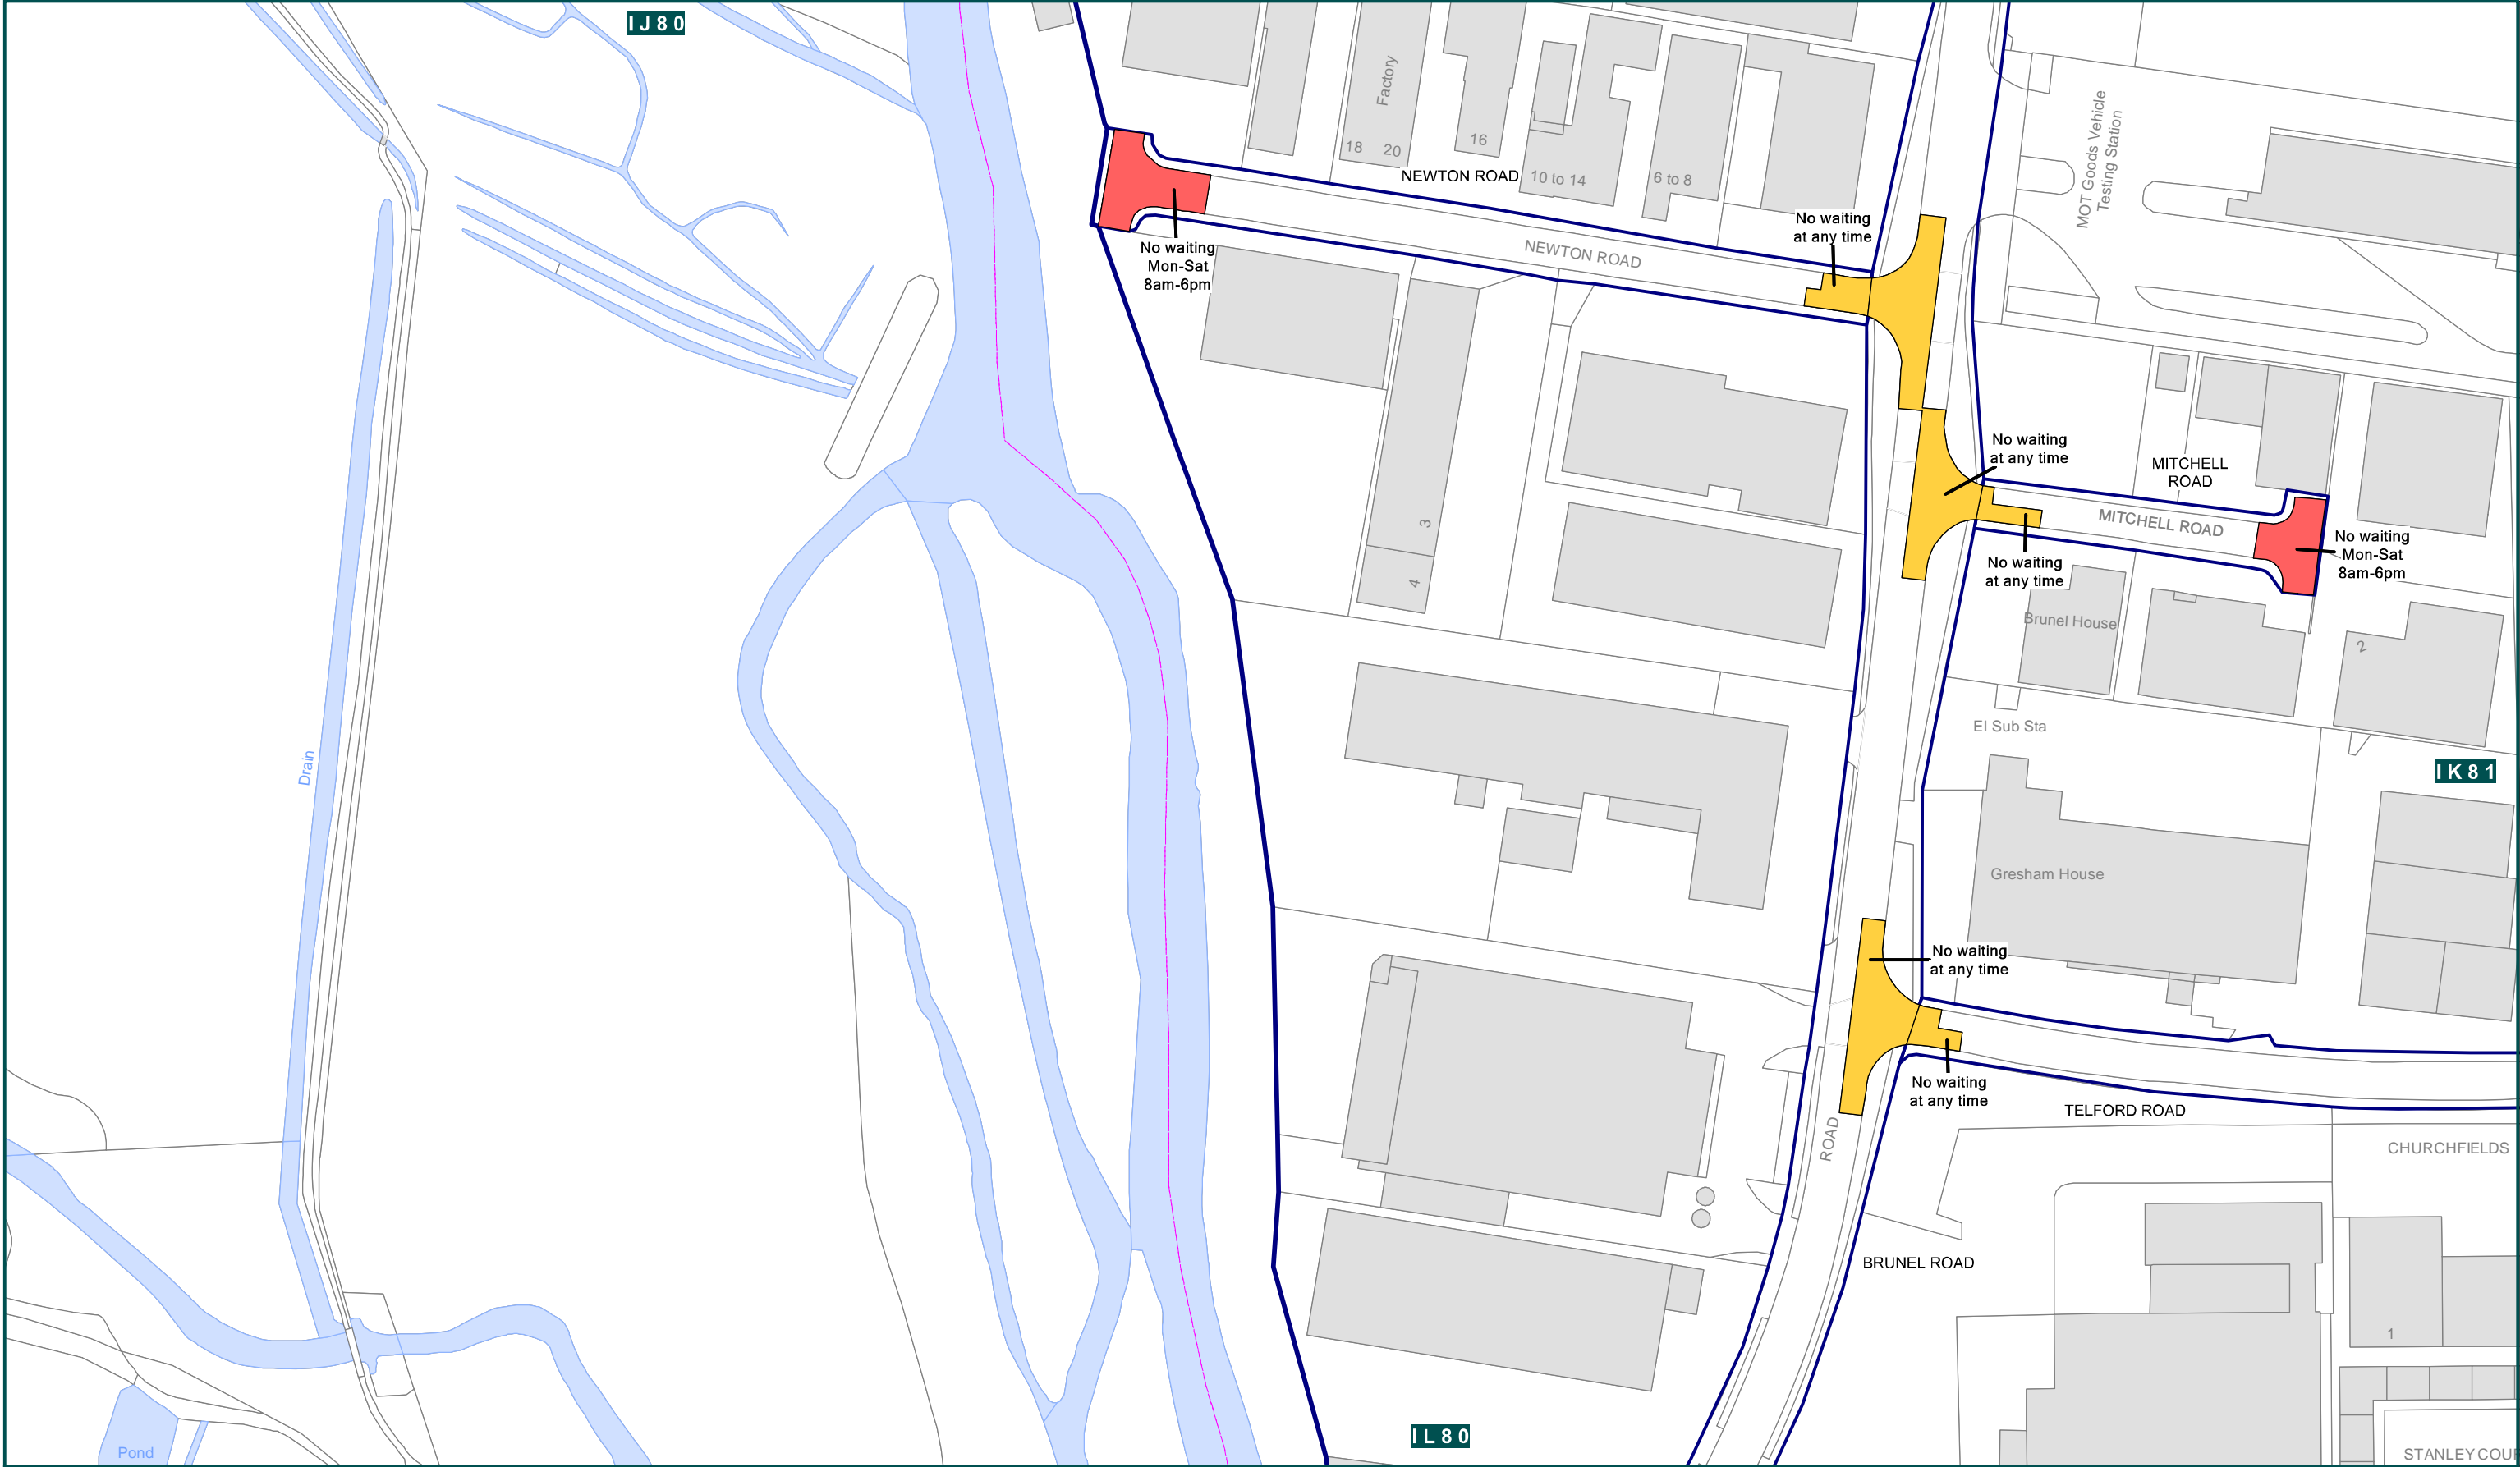 IJ80
Factory
18
20
16
10 to 14
6 to 8
NEWTON ROAD
NEWTON ROAD
No waiting
Mon-Sat
8am-6pm
No waiting
at any time
MOT Goods Vehicle
Testing Station
No waiting
at any time
MITCHELL
ROAD
MITCHELL ROAD
No waiting
at any time
No waiting
Mon-Sat
8am-6pm
3
4
Brunel House
2
El Sub Sta
Drain
IK81
Gresham House
No waiting
at any time
No waiting
at any time
TELFORD ROAD
ROAD
CHURCHFIELDS
BRUNEL ROAD
1
IL80
Pond
STANLEY COU